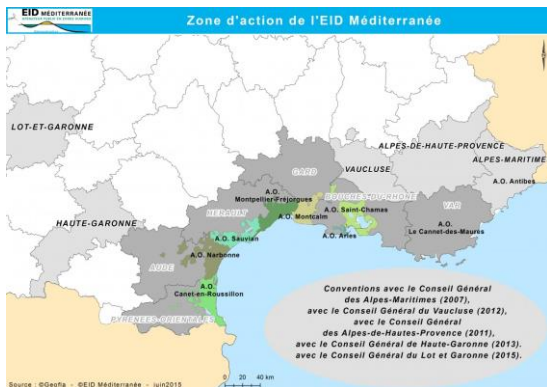 EID MÉDITERRANÉE
Zone d'action de l'EID Méditerranée
LOT-ET-GARONNE
ALPES-DE-HAUTE-PROVENCE
GARD
VAUCLUSE
ALPES-MARITIME
A.O. Antibes
A.O.
Montpellier-Fréjorgues
BOUCHES-DU-RHONE
A.O. Saint-Chamas
VAR
HAUTE-GARONNE
HERAULT
A.O. Montcalm
A.O. Arles
A.O.
Le Cannet-des-Maures
A.O. Sauvian
AUDE
A.O. Narbonne
A.O.
Canet-en-Roussillon
PYRENEES-ORIENTALES
Conventions avec le Conseil Général
des Alpes-Maritimes (2007),
avec le Conseil Général du Vaucluse (2012),
avec le Conseil Général
des Alpes-de-Hautes-Provence (2011),
avec le Conseil Général de Haute-Garonne (2013).
avec le Conseil Général du Lot et Garonne (2015).
0 20 40 km
Source : ©Geofla - ©EID Méditerranée - juin2015